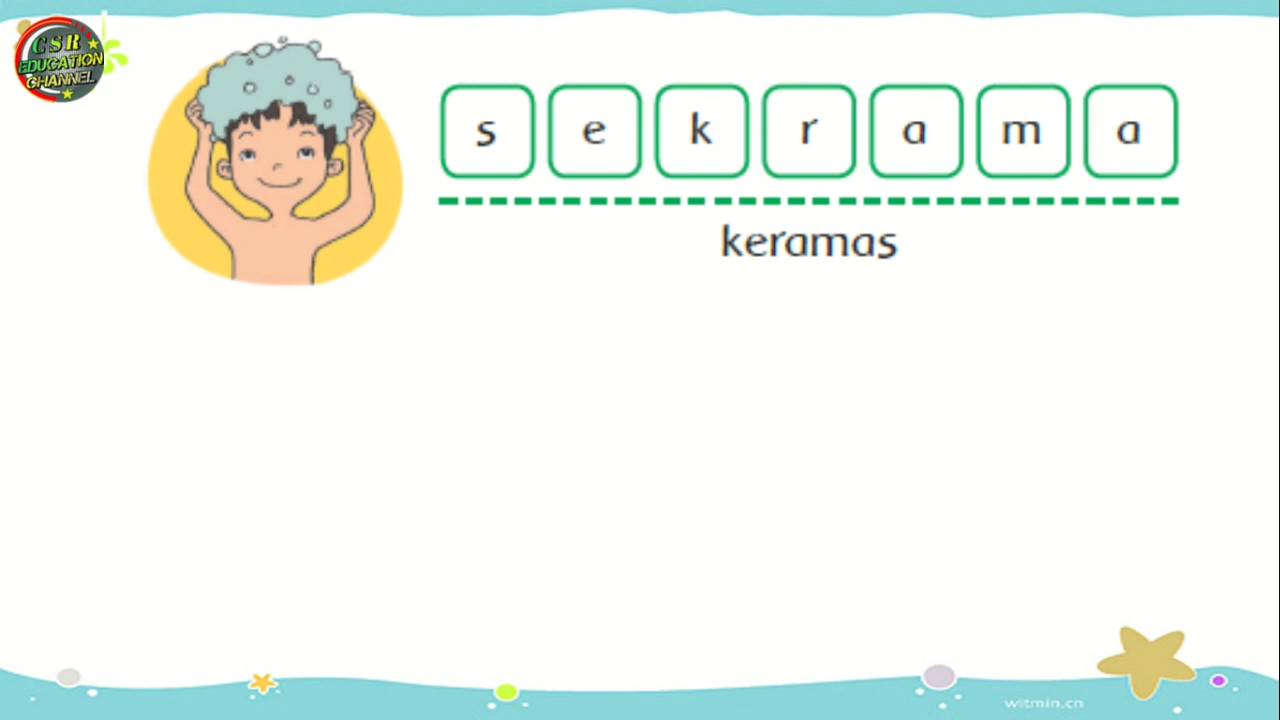 CSR
EDUCATION
CHANNEL
s e k r a m a
keramas
witmin.cn